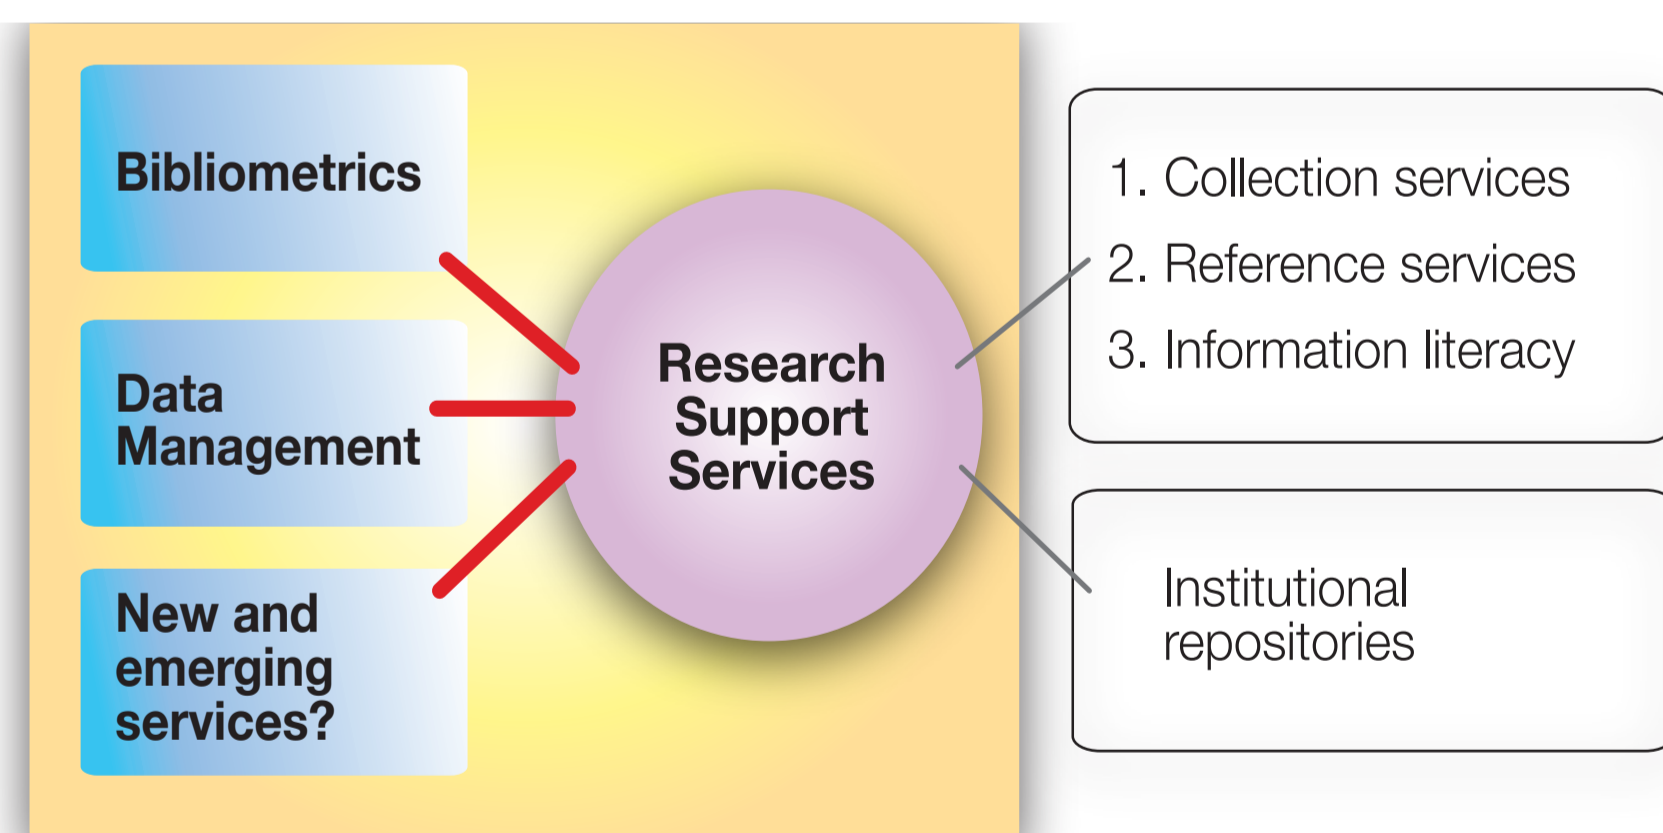 Bibliometrics
Data
Management
New and
emerging
services?
Research
Support
Services
1. Collection services
2. Reference services
3. Information literacy
Institutional
repositories